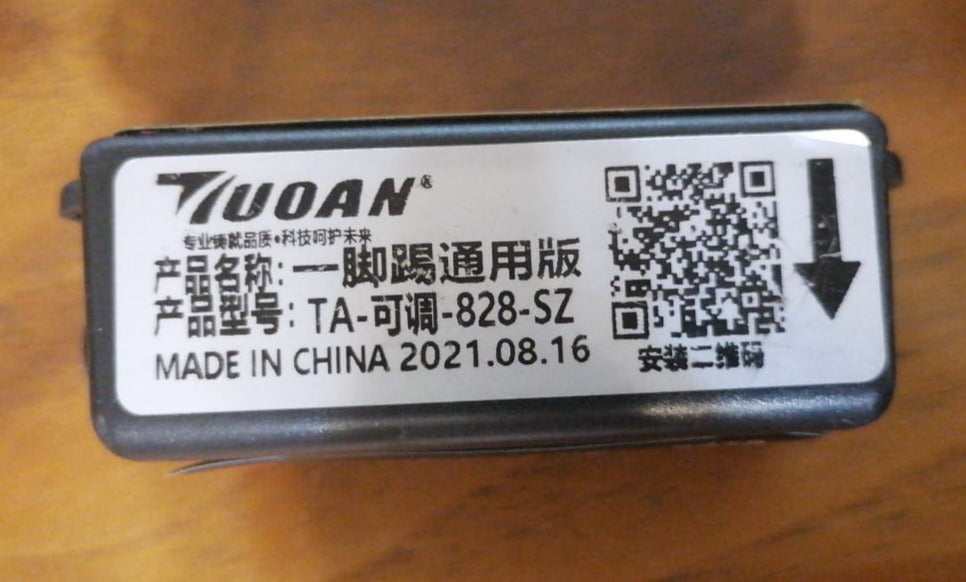 TUOAN®
专业铸就品质•科技呵护未来
产品名称:一脚踢通用版
产品型号:TA-可调-828-SZ
MADE IN CHINA 2021.08.16
安装二维码